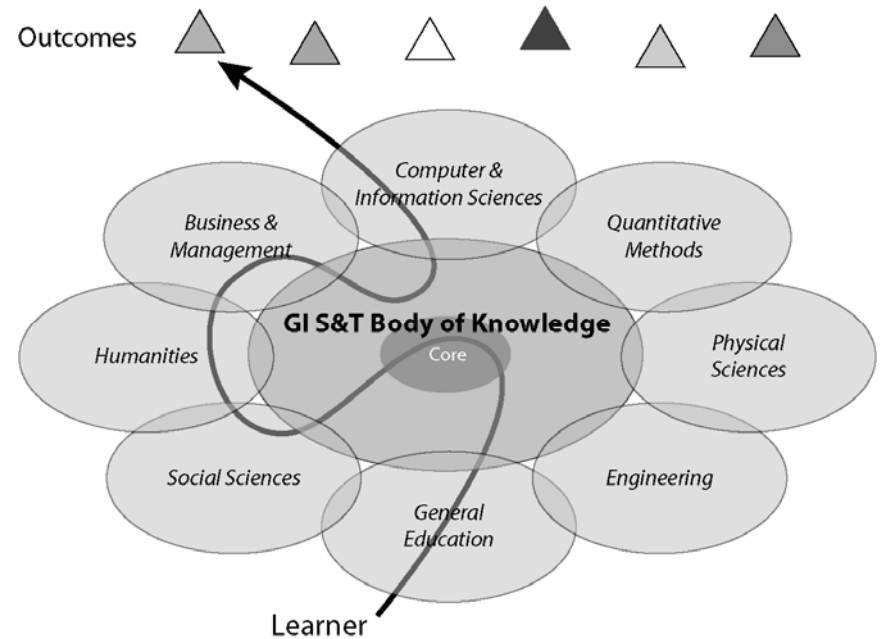 Outcomes
Computer &
Information Sciences
Business &
Management
Quantitative
Methods
GI S&T Body of Knowledge
Core
Humanities
Physical
Sciences
Social Sciences
Engineering
General
Education
Learner